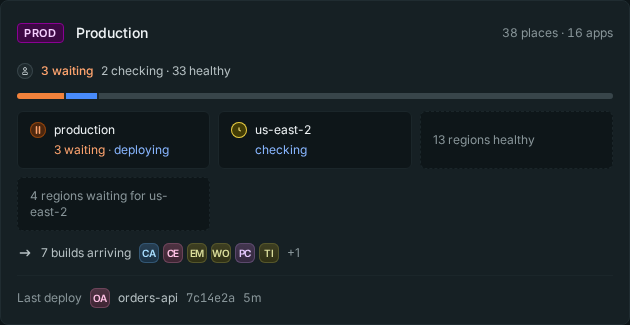 PROD Production 38 places · 16 apps
3 waiting 2 checking · 33 healthy
production
3 waiting · deploying
us-east-2
checking
13 regions healthy
4 regions waiting for us-
east-2
→ 7 builds arriving CA CE EM WO PC TI +1
Last deploy OA orders-api 7c14e2a 5m